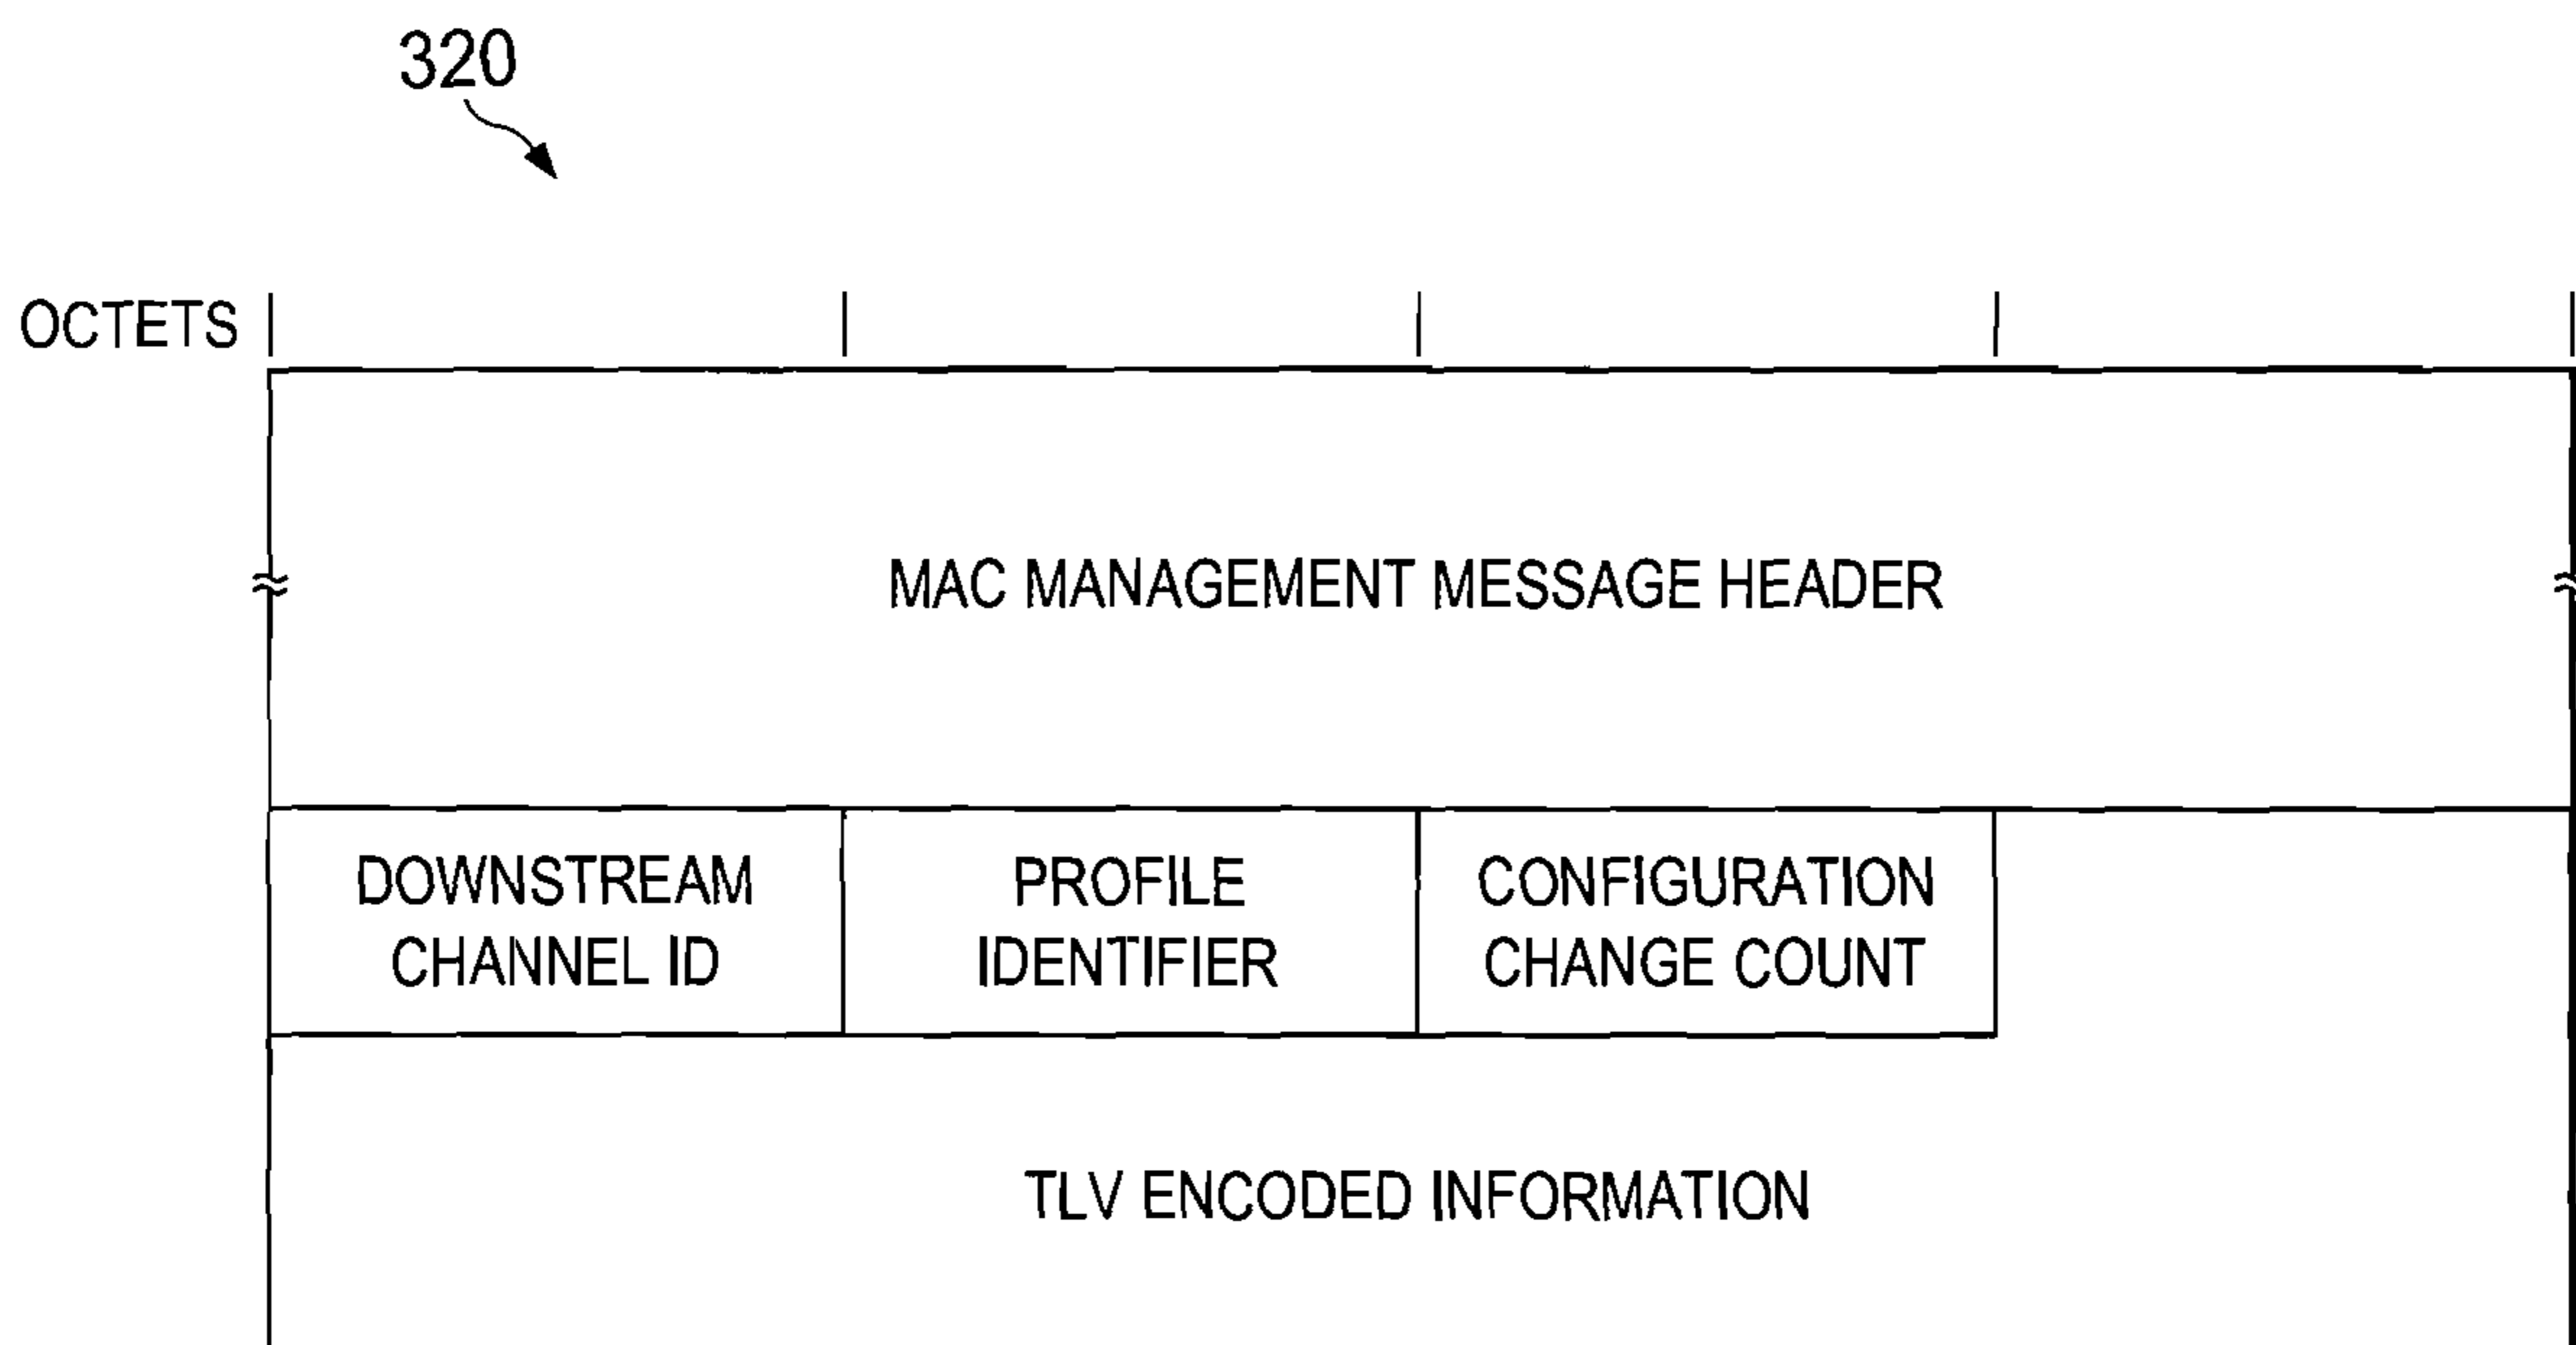 320
OCTETS
MAC MANAGEMENT MESSAGE HEADER
DOWNSTREAM
CHANNEL ID
PROFILE
IDENTIFIER
CONFIGURATION
CHANGE COUNT
TLV ENCODED INFORMATION